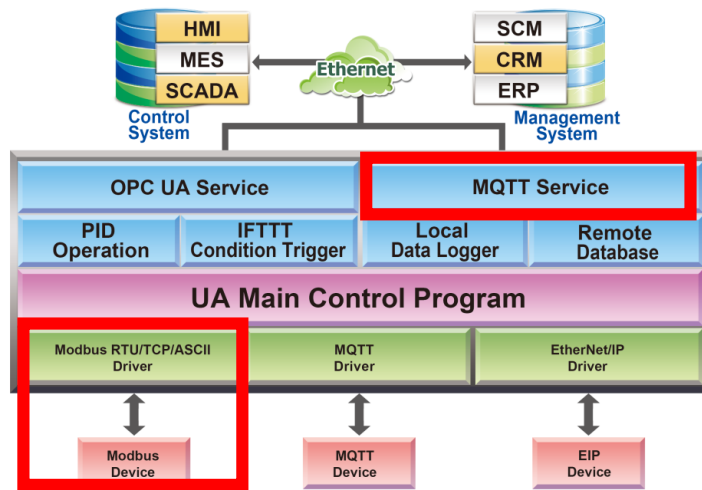 HMI
MES
SCADA
Control
System
Ethernet
SCM
CRM
ERP
Management
System
OPC UA Service
MQTT Service
PID
Operation
IFTTT
Condition Trigger
Local
Data Logger
Remote
Database
UA Main Control Program
Modbus RTU/TCP/ASCII
Driver
MQTT
Driver
EtherNet/IP
Driver
Modbus
Device
MQTT
Device
EIP
Device